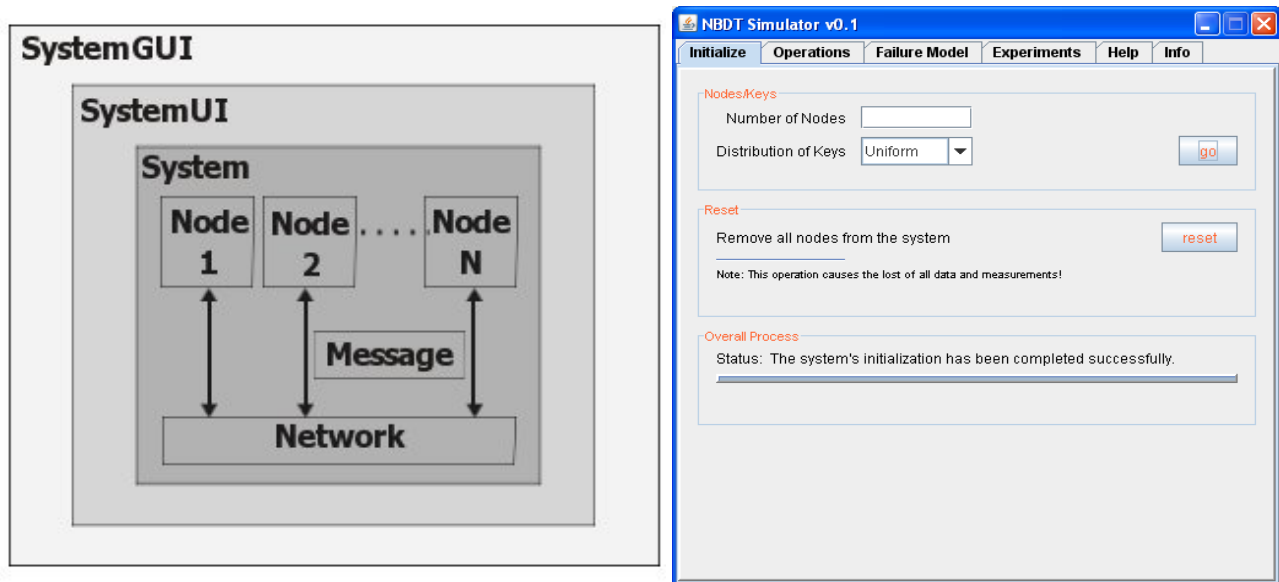 SystemGUI
SystemUI
System
Node 1
Node 2
.....
Node N
Message
Network
NBDT Simulator v0.1
Initialize Operations Failure Model Experiments Help Info
Nodes/Keys
Number of Nodes
Distribution of Keys Uniform
go
Reset
Remove all nodes from the system
reset
Note: This operation causes the lost of all data and measurements!
Overall Process
Status: The system's initialization has been completed successfully.